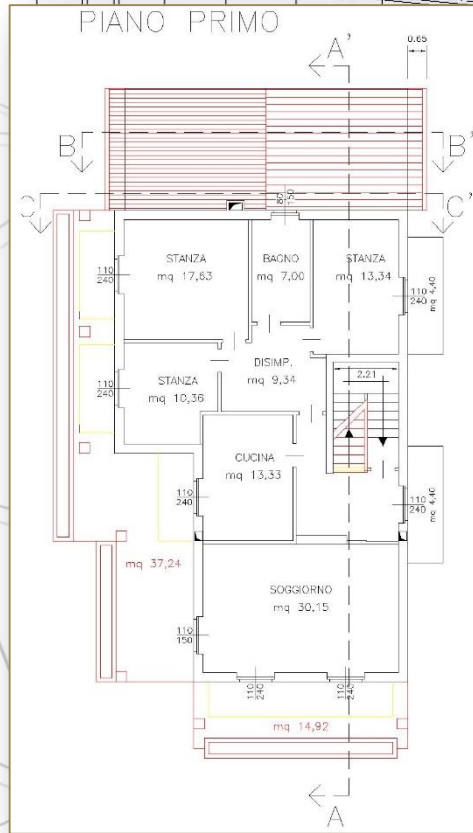 PIANO PRIMO
A'
0.65
B
B'
80
150
C
C'
STANZA
mq 17,63
BAGNO
mq 7,00
STANZA
mq 13,34
110
240
110
240
mq 4,40
DISIMP.
mq 9,34
2.21
STANZA
mq 10,36
110
240
CUCINA
mq 13,33
110
240
110
240
mq 4,40
mq 37,24
SOGGIORNO
mq 30,15
110
150
110
240
110
240
mq 14,92
A